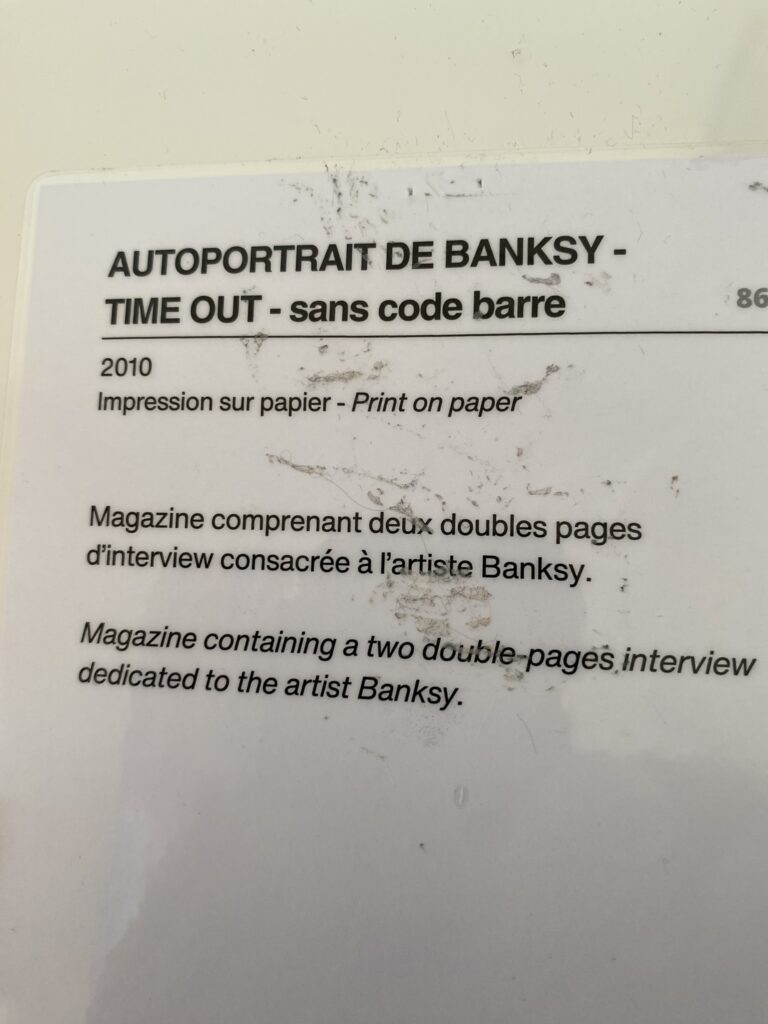 AUTOPORTRAIT DE BANKSY -
TIME OUT - sans code barre
86
2010
Impression sur papier - Print on paper
Magazine comprenant deux doubles pages
d'interview consacrée à l'artiste Banksy.
Magazine containing a two double-pages interview
dedicated to the artist Banksy.